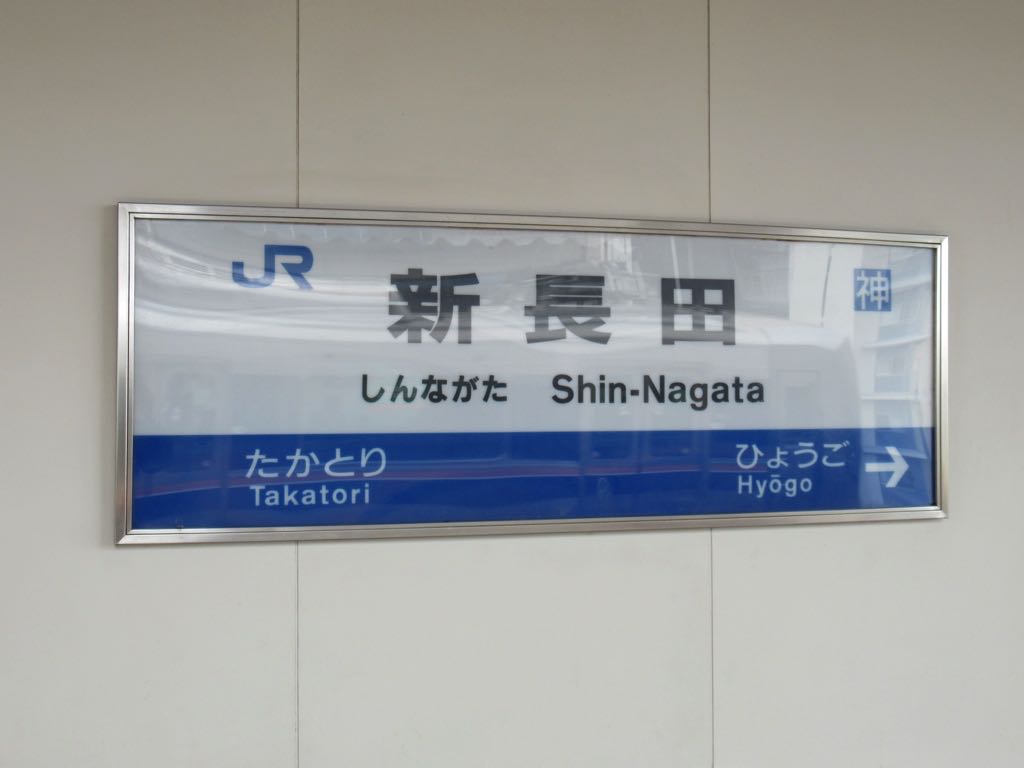 JR
新長田
神
しんながた Shin-Nagata
たかとり
Takatori
ひょうご →
Hyōgo